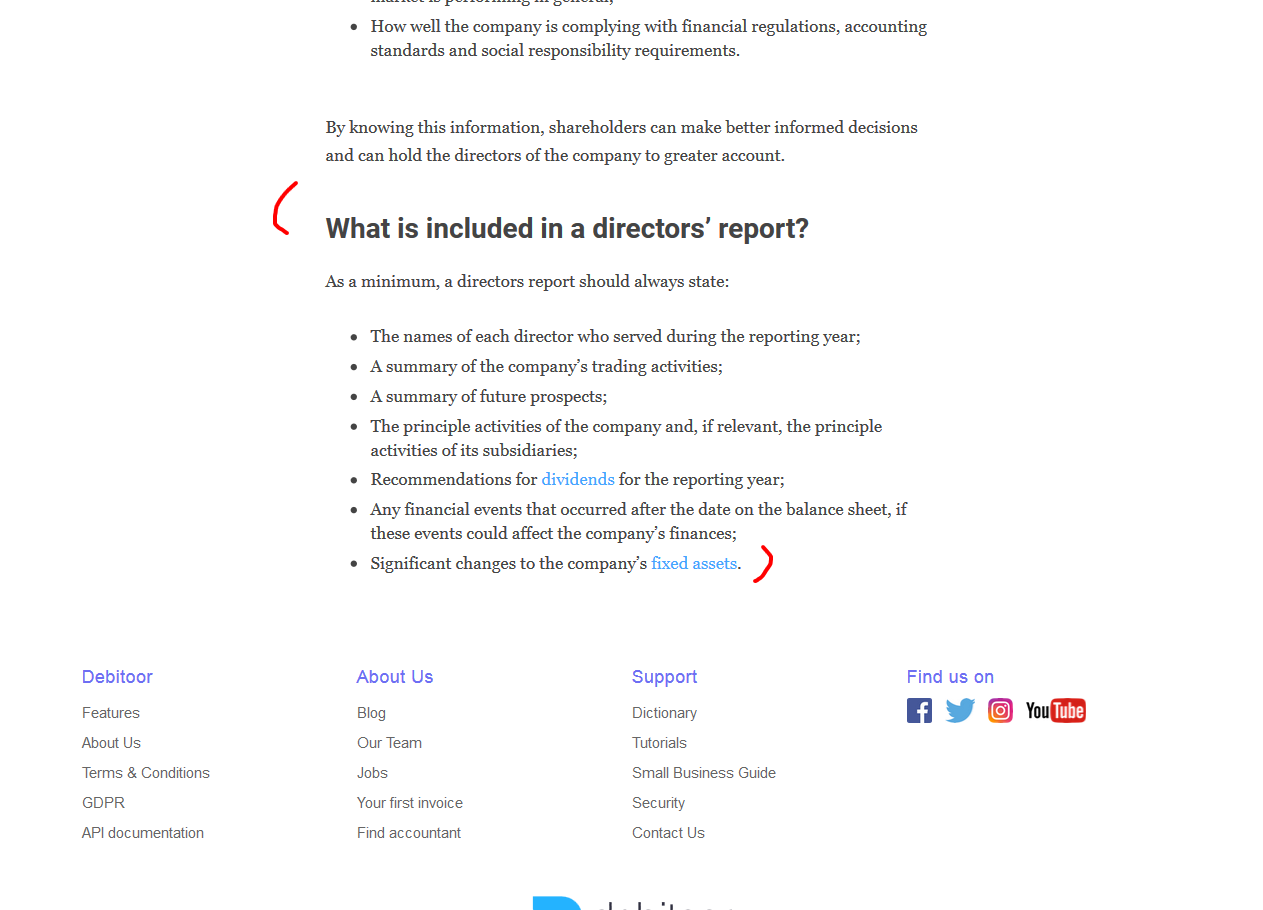 How well the company is complying with financial regulations, accounting
standards and social responsibility requirements.
By knowing this information, shareholders can make better informed decisions
and can hold the directors of the company to greater account.
What is included in a directors’ report?
As a minimum, a directors report should always state:
The names of each director who served during the reporting year;
A summary of the company’s trading activities;
A summary of future prospects;
The principle activities of the company and, if relevant, the principle
activities of its subsidiaries;
Recommendations for dividends for the reporting year;
Any financial events that occurred after the date on the balance sheet, if
these events could affect the company’s finances;
Significant changes to the company’s fixed assets.
Debitoor
Features
About Us
Terms & Conditions
GDPR
API documentation
About Us
Blog
Our Team
Jobs
Your first invoice
Find accountant
Support
Dictionary
Tutorials
Small Business Guide
Security
Contact Us
Find us on
YouTube